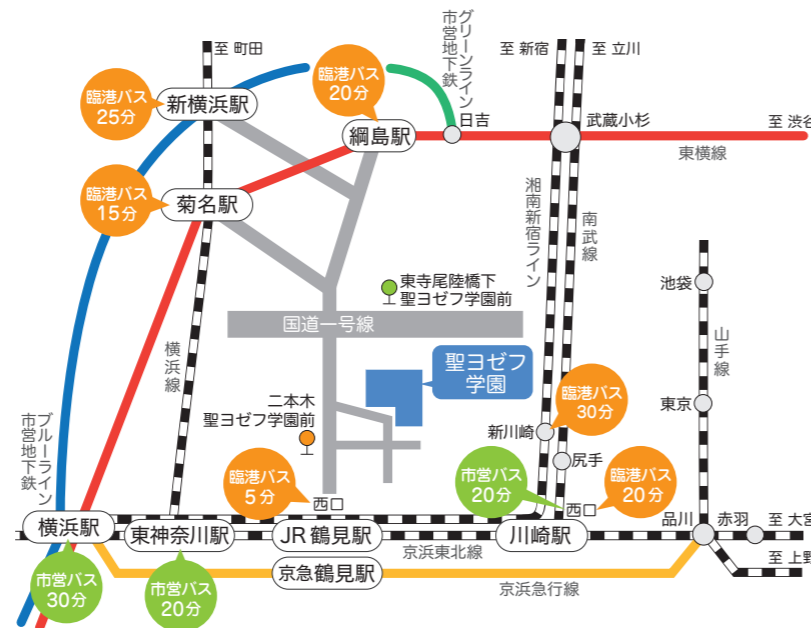 至 町田
グリーンライン
市営地下鉄
至 新宿
至 立川
臨港バス
20分
臨港バス
25分
新横浜駅
綱島駅
日吉
武蔵小杉
至 渋谷
東横線
臨港バス
15分
菊名駅
湘南新宿ライン
南武線
東寺尾陸橋下
聖ヨゼフ学園前
池袋
国道一号線
山手線
横浜線
聖ヨゼフ
学園
二本木
聖ヨゼフ学園前
東京
臨港バス
30分
新川崎
ブルーライン
市営地下鉄
尻手
臨港バス
5分
西口
市営バス
20分
西口
臨港バス
20分
横浜駅
東神奈川駅
JR 鶴見駅
川崎駅
品川
赤羽
至 大宮
京浜東北線
至 上野
市営バス
30分
市営バス
20分
京急鶴見駅
京浜急行線